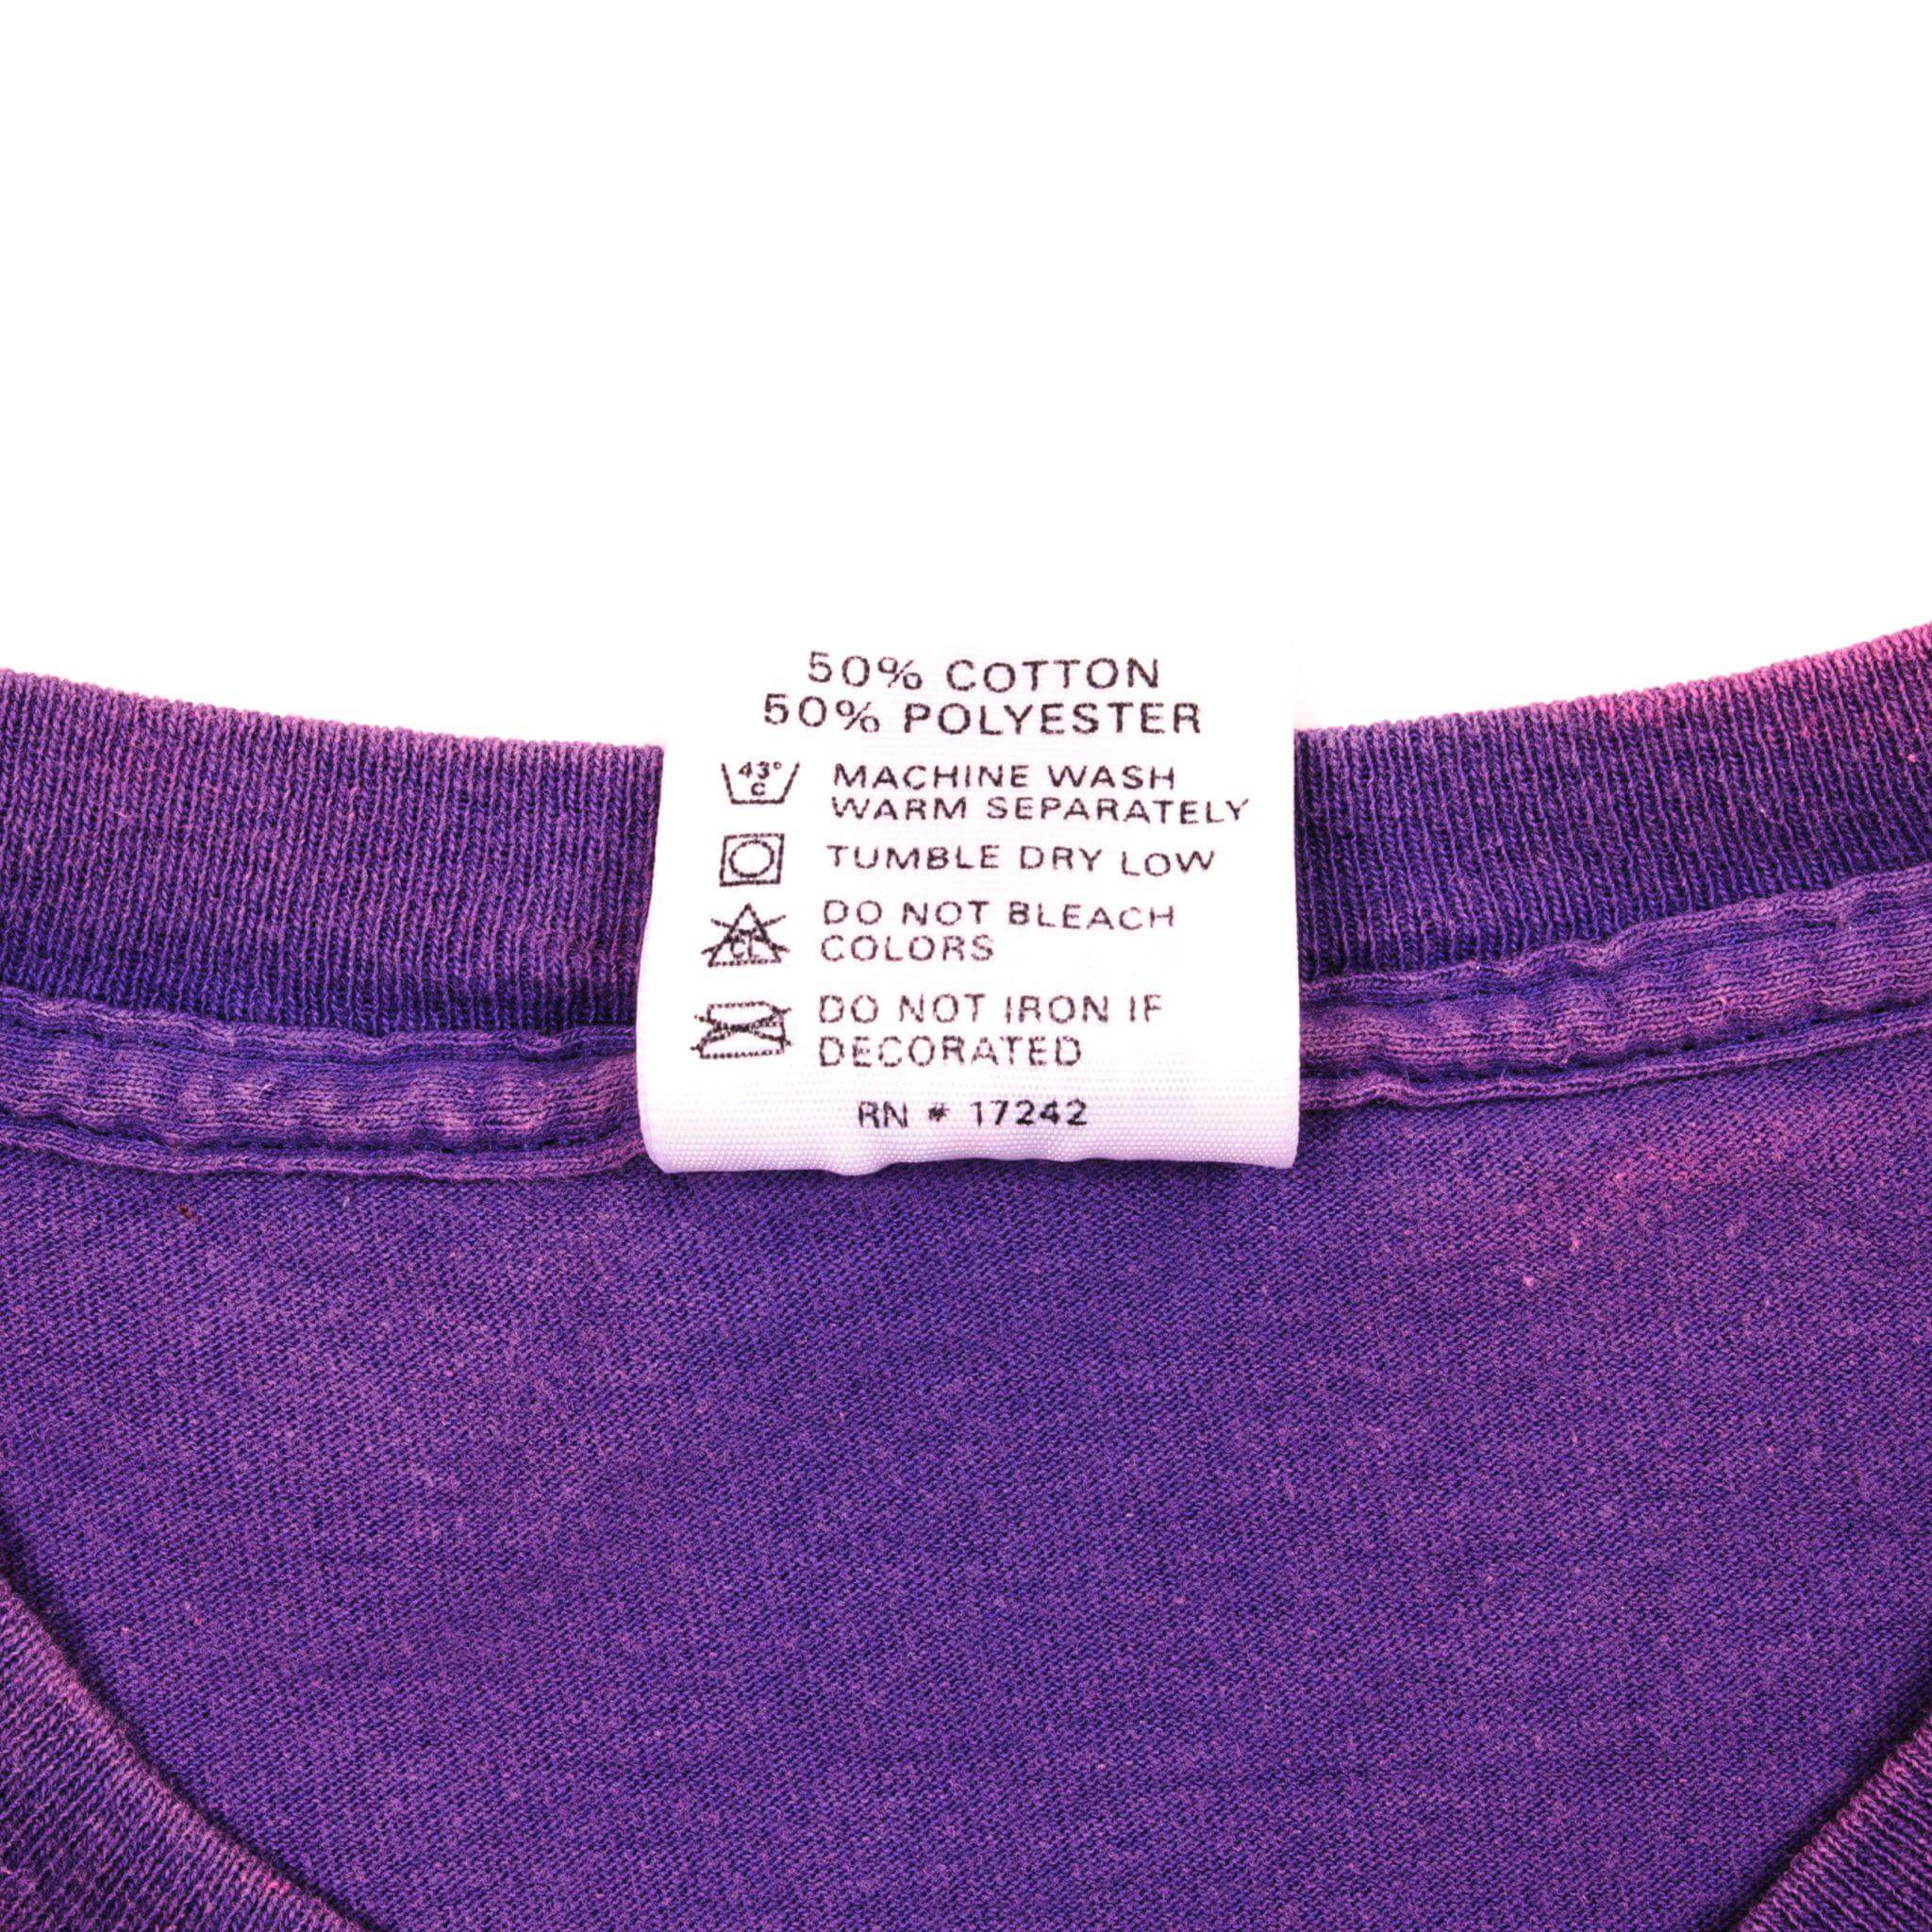 50% COTTON
50% POLYESTER
43°
C
MACHINE WASH
WARM SEPARATELY
TUMBLE DRY LOW
CL
DO NOT BLEACH
COLORS
DO NOT IRON IF
DECORATED
RN # 17242